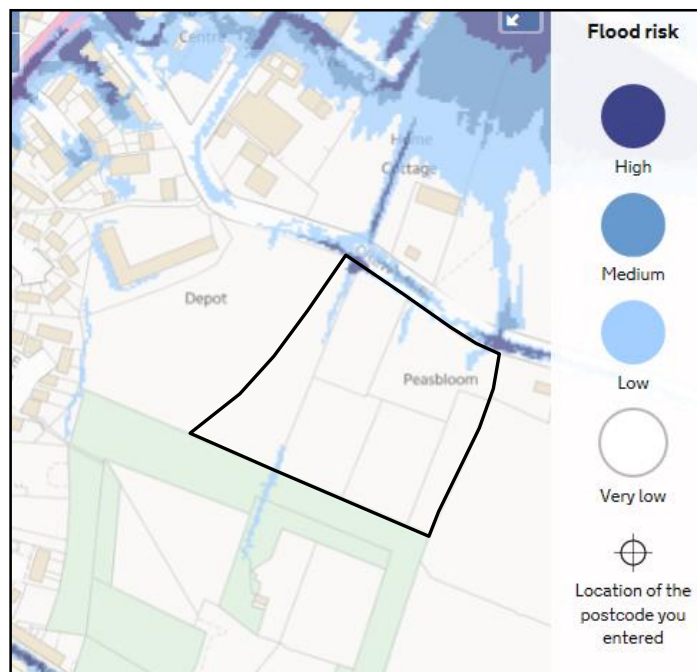 Centre
Flood risk
High
Home
Cottage
Medium
Depot
Low
Peasbloom
Very low
Location of the
postcode you
entered